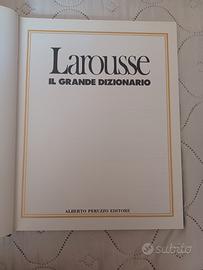 Larousse
IL GRANDE DIZIONARIO
ALBERTO PERUZZO EDITORE
subito